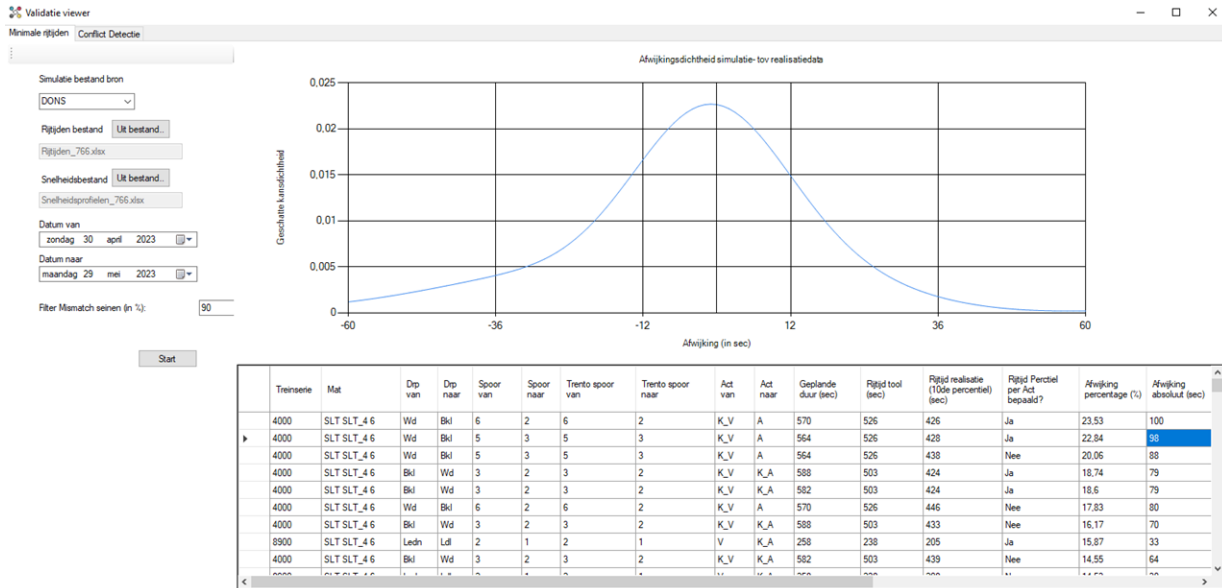 Validatie viewer
Minimale rijtijden Conflict Detectie
Simulatie bestand bron
DONS
Rijtijden bestand Uit bestand..
Rijtijden_766.xlsx
Snelheidsbestand Uit bestand..
Snelheidsprofielen_766.xlsx
Datum van
zondag 30 april 2023
Datum naar
maandag 29 mei 2023
Filter Mismatch seinen (in %): 90
Start
Afwijkingsdichtheid simulatie- tov realisatiedata
Geschatte kansdichtheid
0,025
0,02
0,015
0,01
0,005
0
-60 -36 -12 12 36 60
Afwijking (in sec)
Treinserie Mat Drp van Drp naar Spoor van Spoor naar Trento spoor van Trento spoor naar Act van Act naar Geplande duur (sec) Rijtijd tool (sec) Rijtijd realisatie (10de percentiel) (sec) Rijtijd Perctiel per Act bepaald? Afwijking percentage (%) Afwijking absoluut (sec)
4000 SLT SLT_4 6 Wd Bkl 6 2 6 2 K_V A 570 526 426 Ja 23,53 100
4000 SLT SLT_4 6 Wd Bkl 5 3 5 3 K_V A 564 526 428 Ja 22,84 98
4000 SLT SLT_4 6 Wd Bkl 5 3 5 3 K_V A 564 526 438 Nee 20,06 88
4000 SLT SLT_4 6 Bkl Wd 3 2 3 2 K_V K_A 588 503 424 Ja 18,74 79
4000 SLT SLT_4 6 Bkl Wd 3 2 3 2 K_V K_A 582 503 424 Ja 18,6 79
4000 SLT SLT_4 6 Wd Bkl 6 2 6 2 K_V A 570 526 446 Nee 17,83 80
4000 SLT SLT_4 6 Bkl Wd 3 2 3 2 K_V K_A 588 503 433 Nee 16,17 70
8900 SLT SLT_4 6 Ledn Ldl 2 1 2 1 V K_A 258 238 205 Ja 15,87 33
4000 SLT SLT_4 6 Bkl Wd 3 2 3 2 K_V K_A 582 503 439 Nee 14,55 64